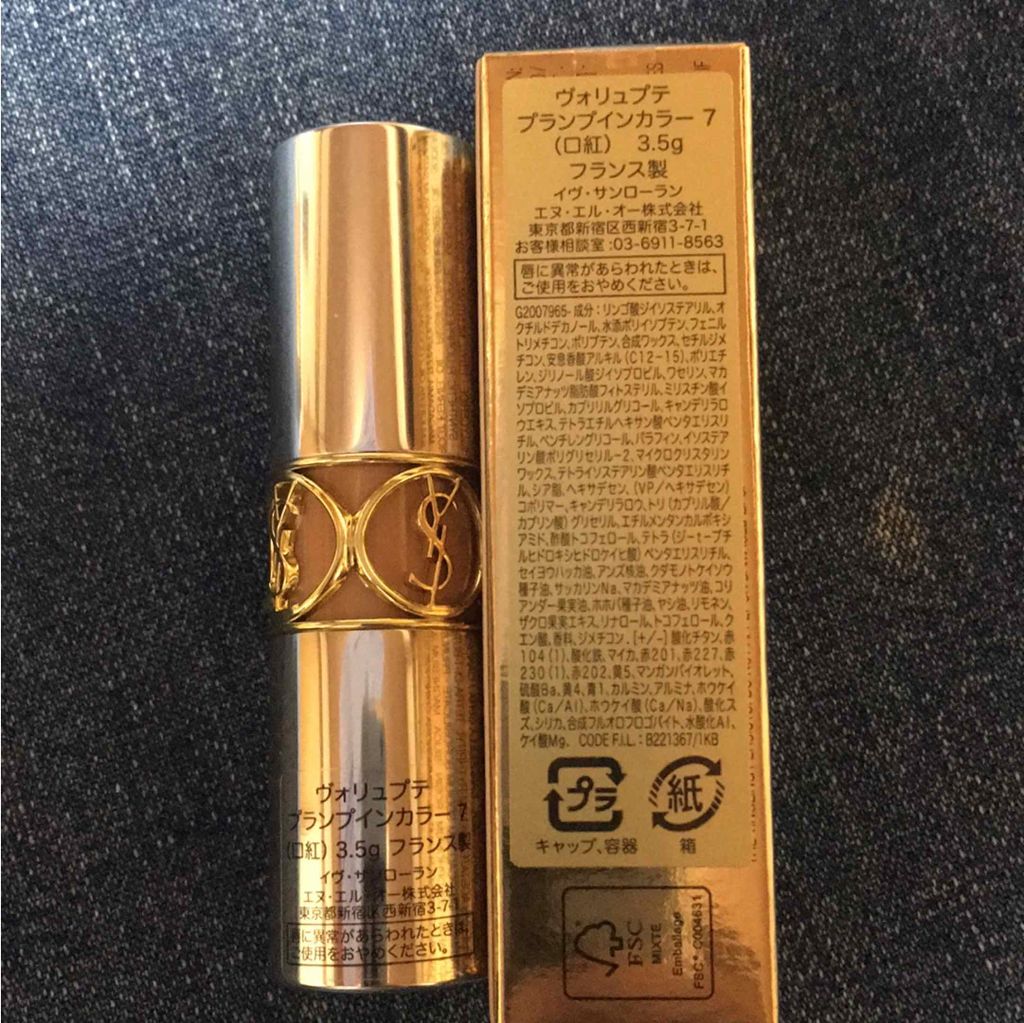 ヴォリュプテ
プランプインカラー 7
(口紅) 3.5g
フランス製
イヴ・サンローラン
エヌ・エル・オー株式会社
東京都新宿区西新宿3-7-1
お客様相談室:03-6911-8563
唇に異常があらわれたときは、
ご使用をおやめください。
G2007965- 成分:リンゴ酸ジイソステアリル、オ
クチルドデカノール、水添ポリイソブテン、フェニル
トリメチコン、ポリブテン、合成ワックス、セチルジメ
チコン、安息香酸アルキル(C12-15)、ポリエチ
レン、ジリノール酸ジイソプロピル、ワセリン、マカ
デミアナッツ脂肪酸フィトステリル、ミリスチン酸イ
ソプロピル、カプリリルグリコール、キャンデリラロ
ウエキス、テトラエチルヘキサン酸ペンタエリスリ
チル、ペンチレングリコール、パラフィン、イソステア
リン酸ポリグリセリル-2、マイクロクリスタリン
ワックス、テトライソステアリン酸ペンタエリスリチ
ル、シア脂、ヘキサデセン、(VP/ヘキサデセン)
コポリマー、キャンデリラロウ、トリ(カプリル酸/
カプリン酸)グリセリル、エチルメンタンカルボキシ
アミド、酢酸トコフェロール、テトラ(ジ-t-ブチ
ルヒドロキシヒドロケイヒ酸)ペンタエリスリチル、
セイヨウハッカ油、アンズ核油、クダモノトケイソウ
種子油、サッカリンNa、マカデミアナッツ油、コリ
アンダー果実油、ホホバ種子油、ヤシ油、リモネン、
ザクロ果実エキス、リナロール、トコフェロール、ク
エン酸、香料、ジメチコン.[+/-]酸化チタン、赤
104(1)、酸化鉄、マイカ、赤201、赤227、赤
230(1)、赤202、黄5、マンガンバイオレット、
硫酸Ba、黄4、青1、カルミン、アルミナ、ホウケイ
酸(Ca/Al)、ホウケイ酸(Ca/Na)、酸化ス
ズ、シリカ、合成フルオロフロゴパイト、水酸化Al、
ケイ酸Mg. CODE F.I.L. : B221367/1KB
プラ
紙
キャップ、容器 箱
FSC
MIXTE
Emballage
FSC® C004631
YSL
ヴォリュプテ
プランプインカラー 7
(口紅) 3.5g フランス製
イヴ・サンローラン
エヌ・エル・オー株式会社
東京都新宿区西新宿3-7-1
唇に異常があらわれたときは、
ご使用をおやめください。